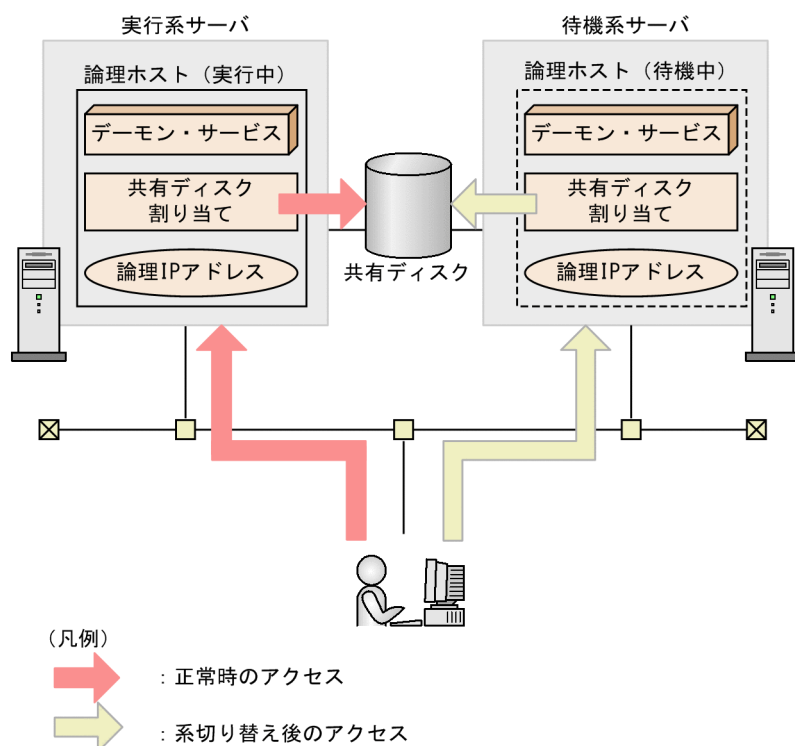 実行系サーバ
待機系サーバ
論理ホスト（実行中）
論理ホスト（待機中）
デーモン・サービス
デーモン・サービス
共有ディスク
割り当て
共有ディスク
割り当て
共有ディスク
論理IPアドレス
論理IPアドレス
（凡例）
：正常時のアクセス
：系切り替え後のアクセス